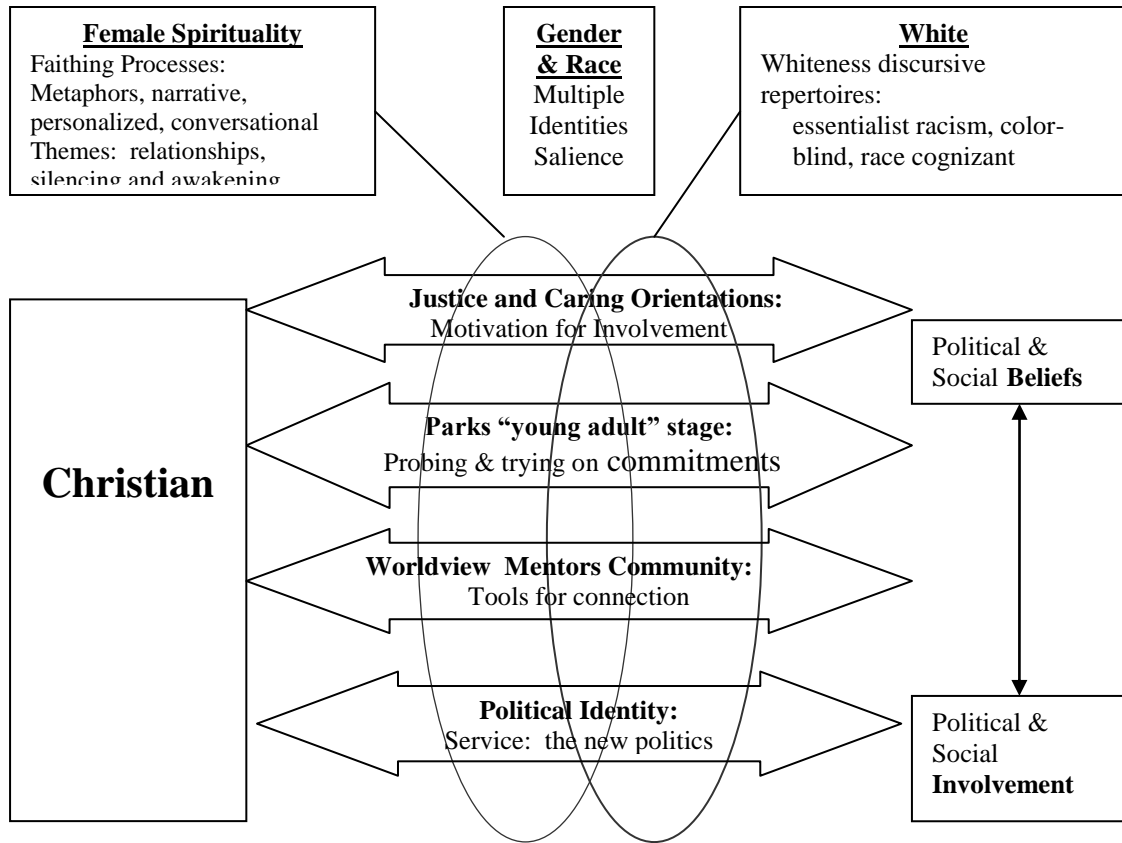 Female Spirituality
Faithing Processes:
Metaphors, narrative,
personalized, conversational
Themes: relationships,
silencing and awakening
Gender
& Race
Multiple
Identities
Salience
White
Whiteness discursive
repertoires:
essentialist racism, color-
blind, race cognizant
Christian
Justice and Caring Orientations:
Motivation for Involvement
Parks “young adult” stage:
Probing & trying on commitments
Worldview Mentors Community:
Tools for connection
Political Identity:
Service: the new politics
Political &
Social Beliefs
Political &
Social
Involvement